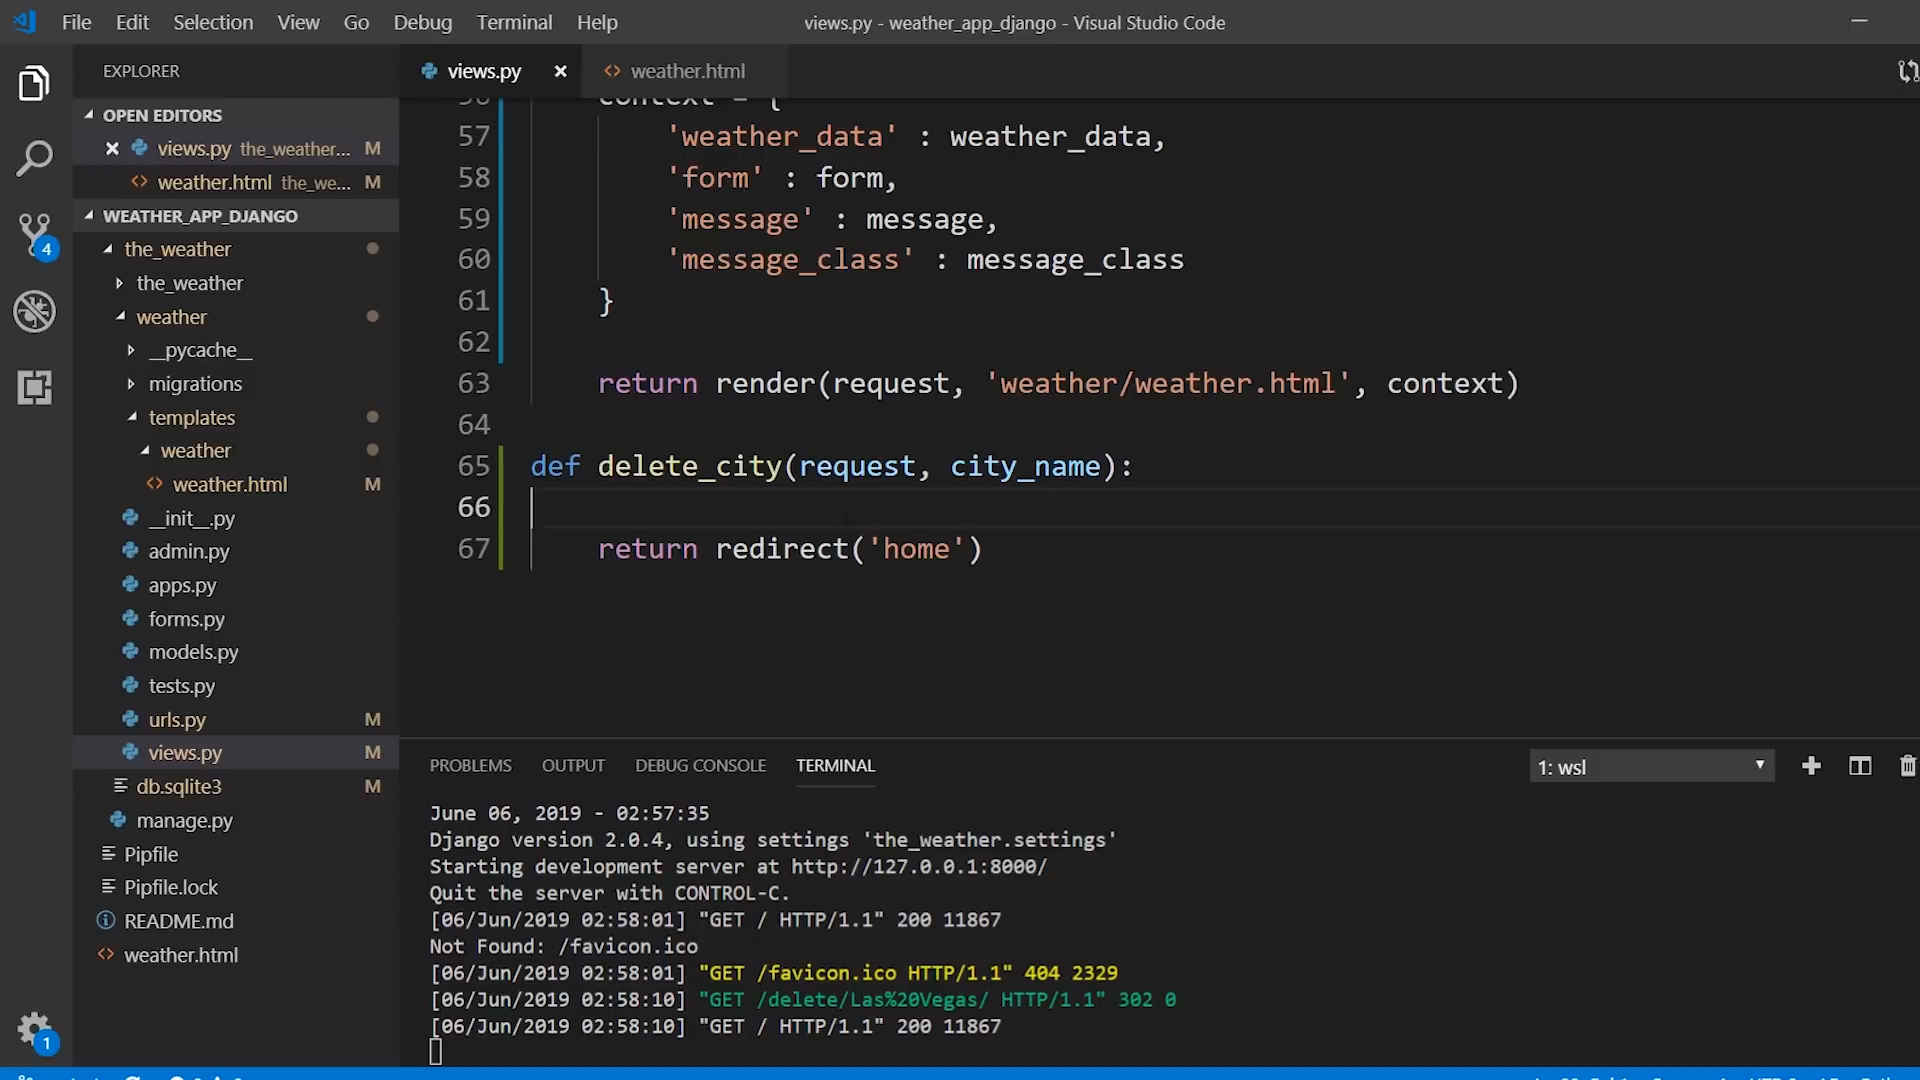 File Edit Selection View Go Debug Terminal Help
views.py - weather_app_django - Visual Studio Code
EXPLORER
OPEN EDITORS
views.py the_weather... M
weather.html the_we... M
WEATHER_APP_DJANGO
the_weather
the_weather
weather
__pycache__
migrations
templates
weather
weather.html M
__init__.py
admin.py
apps.py
forms.py
models.py
tests.py
urls.py M
views.py M
db.sqlite3 M
manage.py
Pipfile
Pipfile.lock
README.md
weather.html
4
1
views.py
weather.html
56 context = {
57 'weather_data' : weather_data,
58 'form' : form,
59 'message' : message,
60 'message_class' : message_class
61 }
62
63 return render(request, 'weather/weather.html', context)
64
65 def delete_city(request, city_name):
66
67 return redirect('home')
PROBLEMS OUTPUT DEBUG CONSOLE TERMINAL
1: wsl
June 06, 2019 - 02:57:35
Django version 2.0.4, using settings 'the_weather.settings'
Starting development server at http://127.0.0.1:8000/
Quit the server with CONTROL-C.
[06/Jun/2019 02:58:01] "GET / HTTP/1.1" 200 11867
Not Found: /favicon.ico
[06/Jun/2019 02:58:01] "GET /favicon.ico HTTP/1.1" 404 2329
[06/Jun/2019 02:58:10] "GET /delete/Las%20Vegas/ HTTP/1.1" 302 0
[06/Jun/2019 02:58:10] "GET / HTTP/1.1" 200 11867